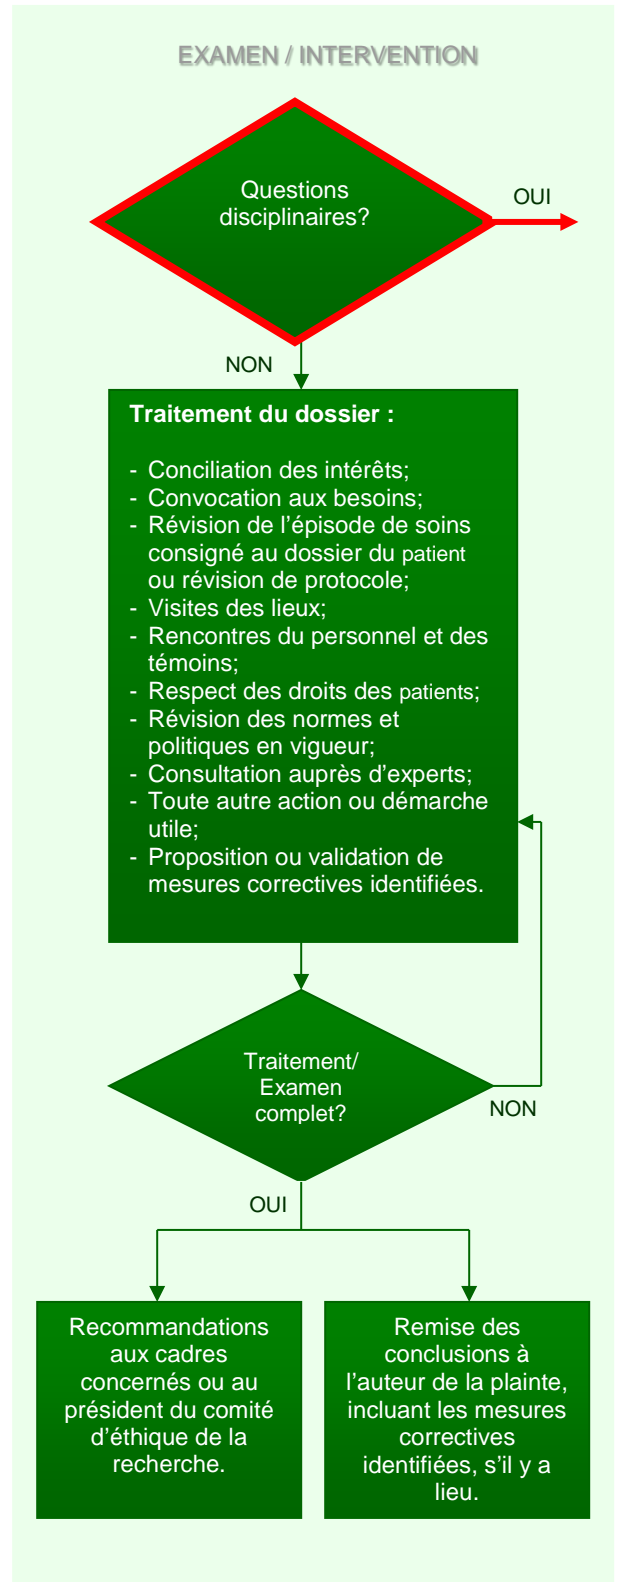 EXAMEN / INTERVENTION
Questions
disciplinaires?
OUI
NON
Traitement du dossier :
- Conciliation des intérêts;
- Convocation aux besoins;
- Révision de l’épisode de soins
consigné au dossier du patient
ou révision de protocole;
- Visites des lieux;
- Rencontres du personnel et des
témoins;
- Respect des droits des patients;
- Révision des normes et
politiques en vigueur;
- Consultation auprès d’experts;
- Toute autre action ou démarche
utile;
- Proposition ou validation de
mesures correctives identifiées.
Traitement/
Examen
complet?
NON
OUI
Recommandations
aux cadres
concernés ou au
président du comité
d’éthique de la
recherche.
Remise des
conclusions à
l’auteur de la plainte,
incluant les mesures
correctives
identifiées, s’il y a
lieu.